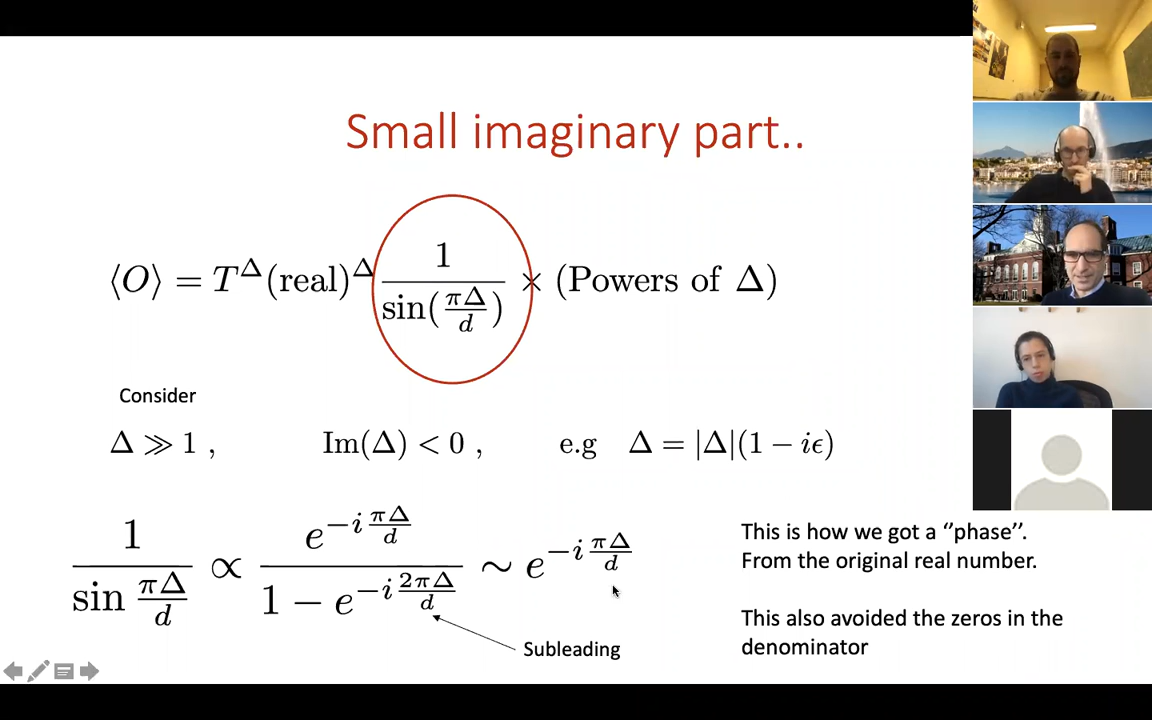 Small imaginary part..
⟨O⟩ = T^Δ (real)^Δ 1/sin(πΔ/d) × (Powers of Δ)
Consider
Δ ≫ 1 , Im(Δ) < 0 , e.g Δ = |Δ|(1 − iϵ)
1/sin πΔ/d ∝ e^{−i πΔ/d}/(1 − e^{−i 2πΔ/d}) ∼ e^{−i πΔ/d}
Subleading
This is how we got a ‘’phase’’.
From the original real number.
This also avoided the zeros in the
denominator